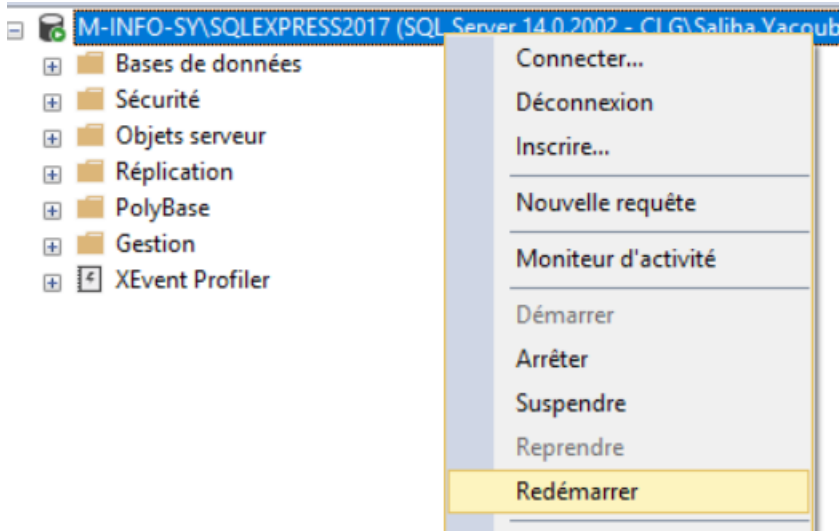 M-INFO-SY\SQLEXPRESS2017 (SQL Server 14.0.2002 - CLG\Saliha.Yacoub
Bases de données
Sécurité
Objets serveur
Réplication
PolyBase
Gestion
XEvent Profiler
Connecter...
Déconnexion
Inscrire...
Nouvelle requête
Moniteur d'activité
Démarrer
Arrêter
Suspendre
Reprendre
Redémarrer